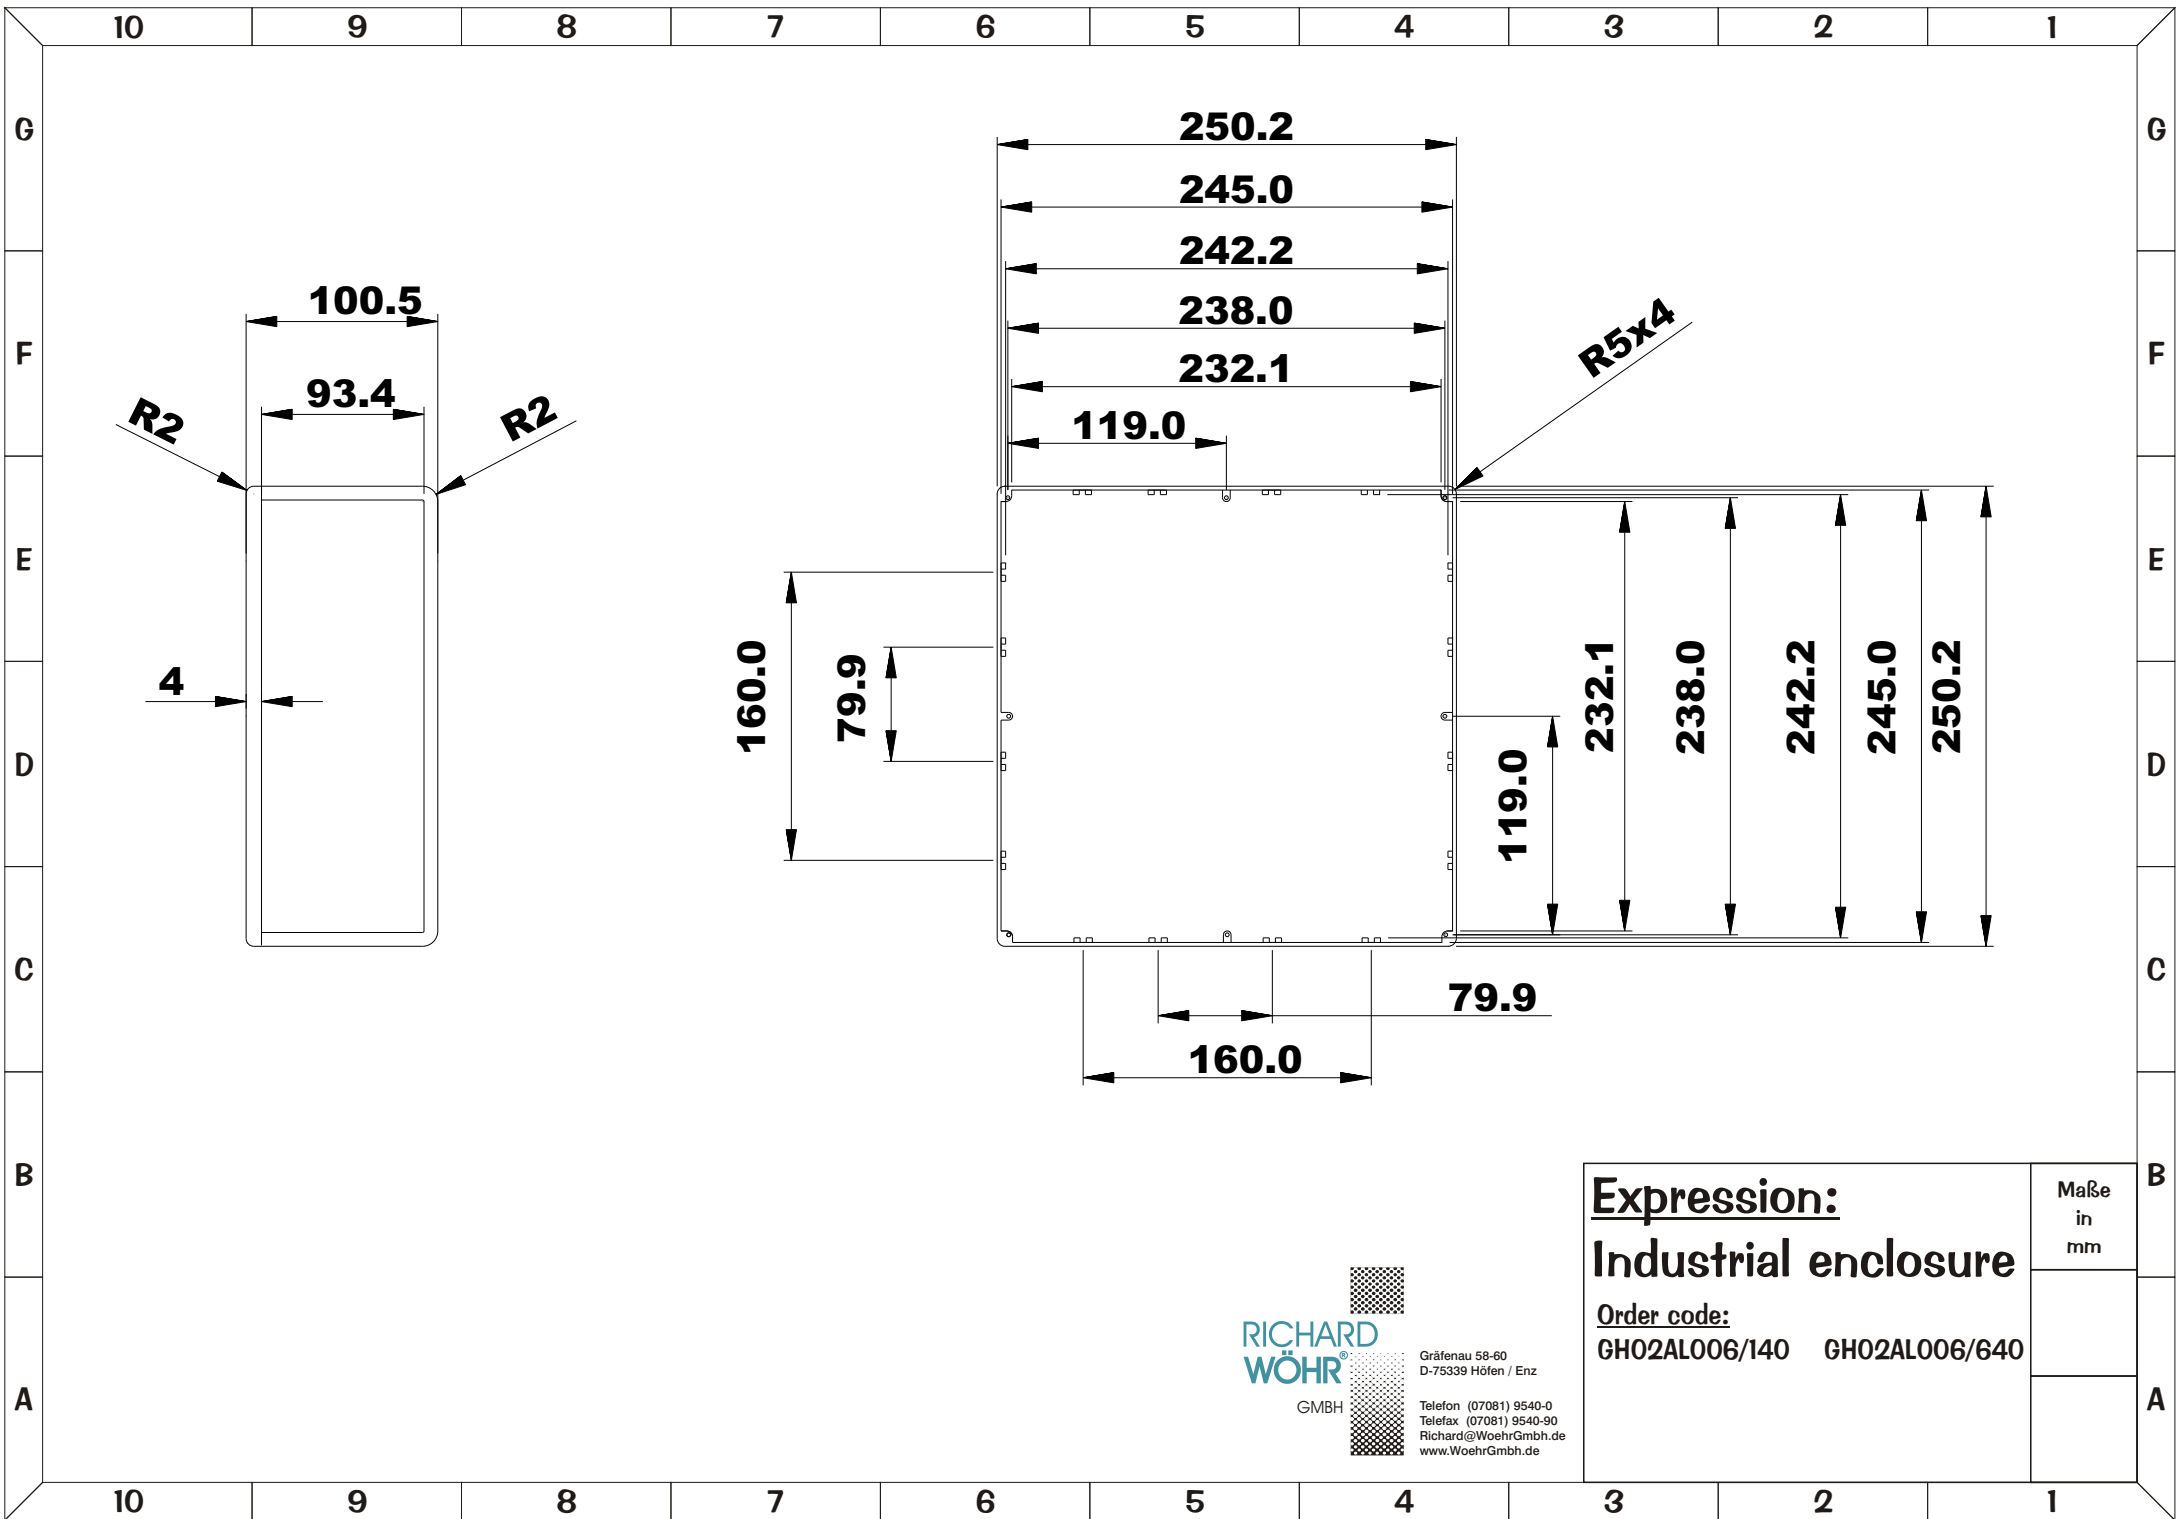 10 9 8 7 6 5 4 3 2 1
G G
250.2
245.0
242.2
238.0
232.1
119.0
R5x4
F F
100.5
93.4
R2 R2
E E
4
160.0
79.9
119.0
232.1
238.0
242.2
245.0
250.2
D D
C C
79.9
160.0
B B
Expression:
Industrial enclosure
Order code:
GH02AL006/140 GH02AL006/640
Maße
in
mm
RICHARD
WÖHR®
GMBH
Gräfenau 58-60
D-75339 Höfen / Enz
Telefon (07081) 9540-0
Telefax (07081) 9540-90
Richard@WoehrGmbh.de
www.WoehrGmbh.de
A A
10 9 8 7 6 5 4 3 2 1